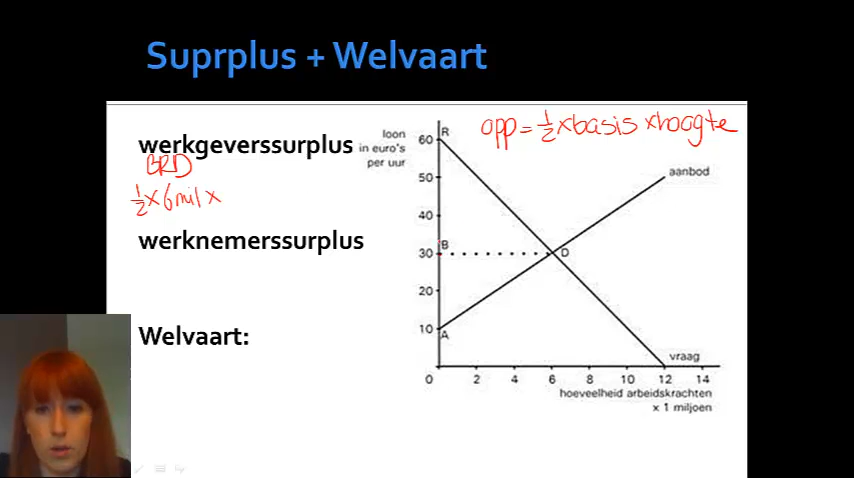 Suprplus + Welvaart
werkgeverssurplus
BRD
½ x 6 mil x
werknemerssurplus
Welvaart:
opp = ½ x basis x hoogte
loon
in euro's
per uur
60
50
40
30
20
10
0
2
4
6
8
10
12
14
R
B
A
D
aanbod
vraag
hoeveelheid arbeidskrachten
x 1 miljoen